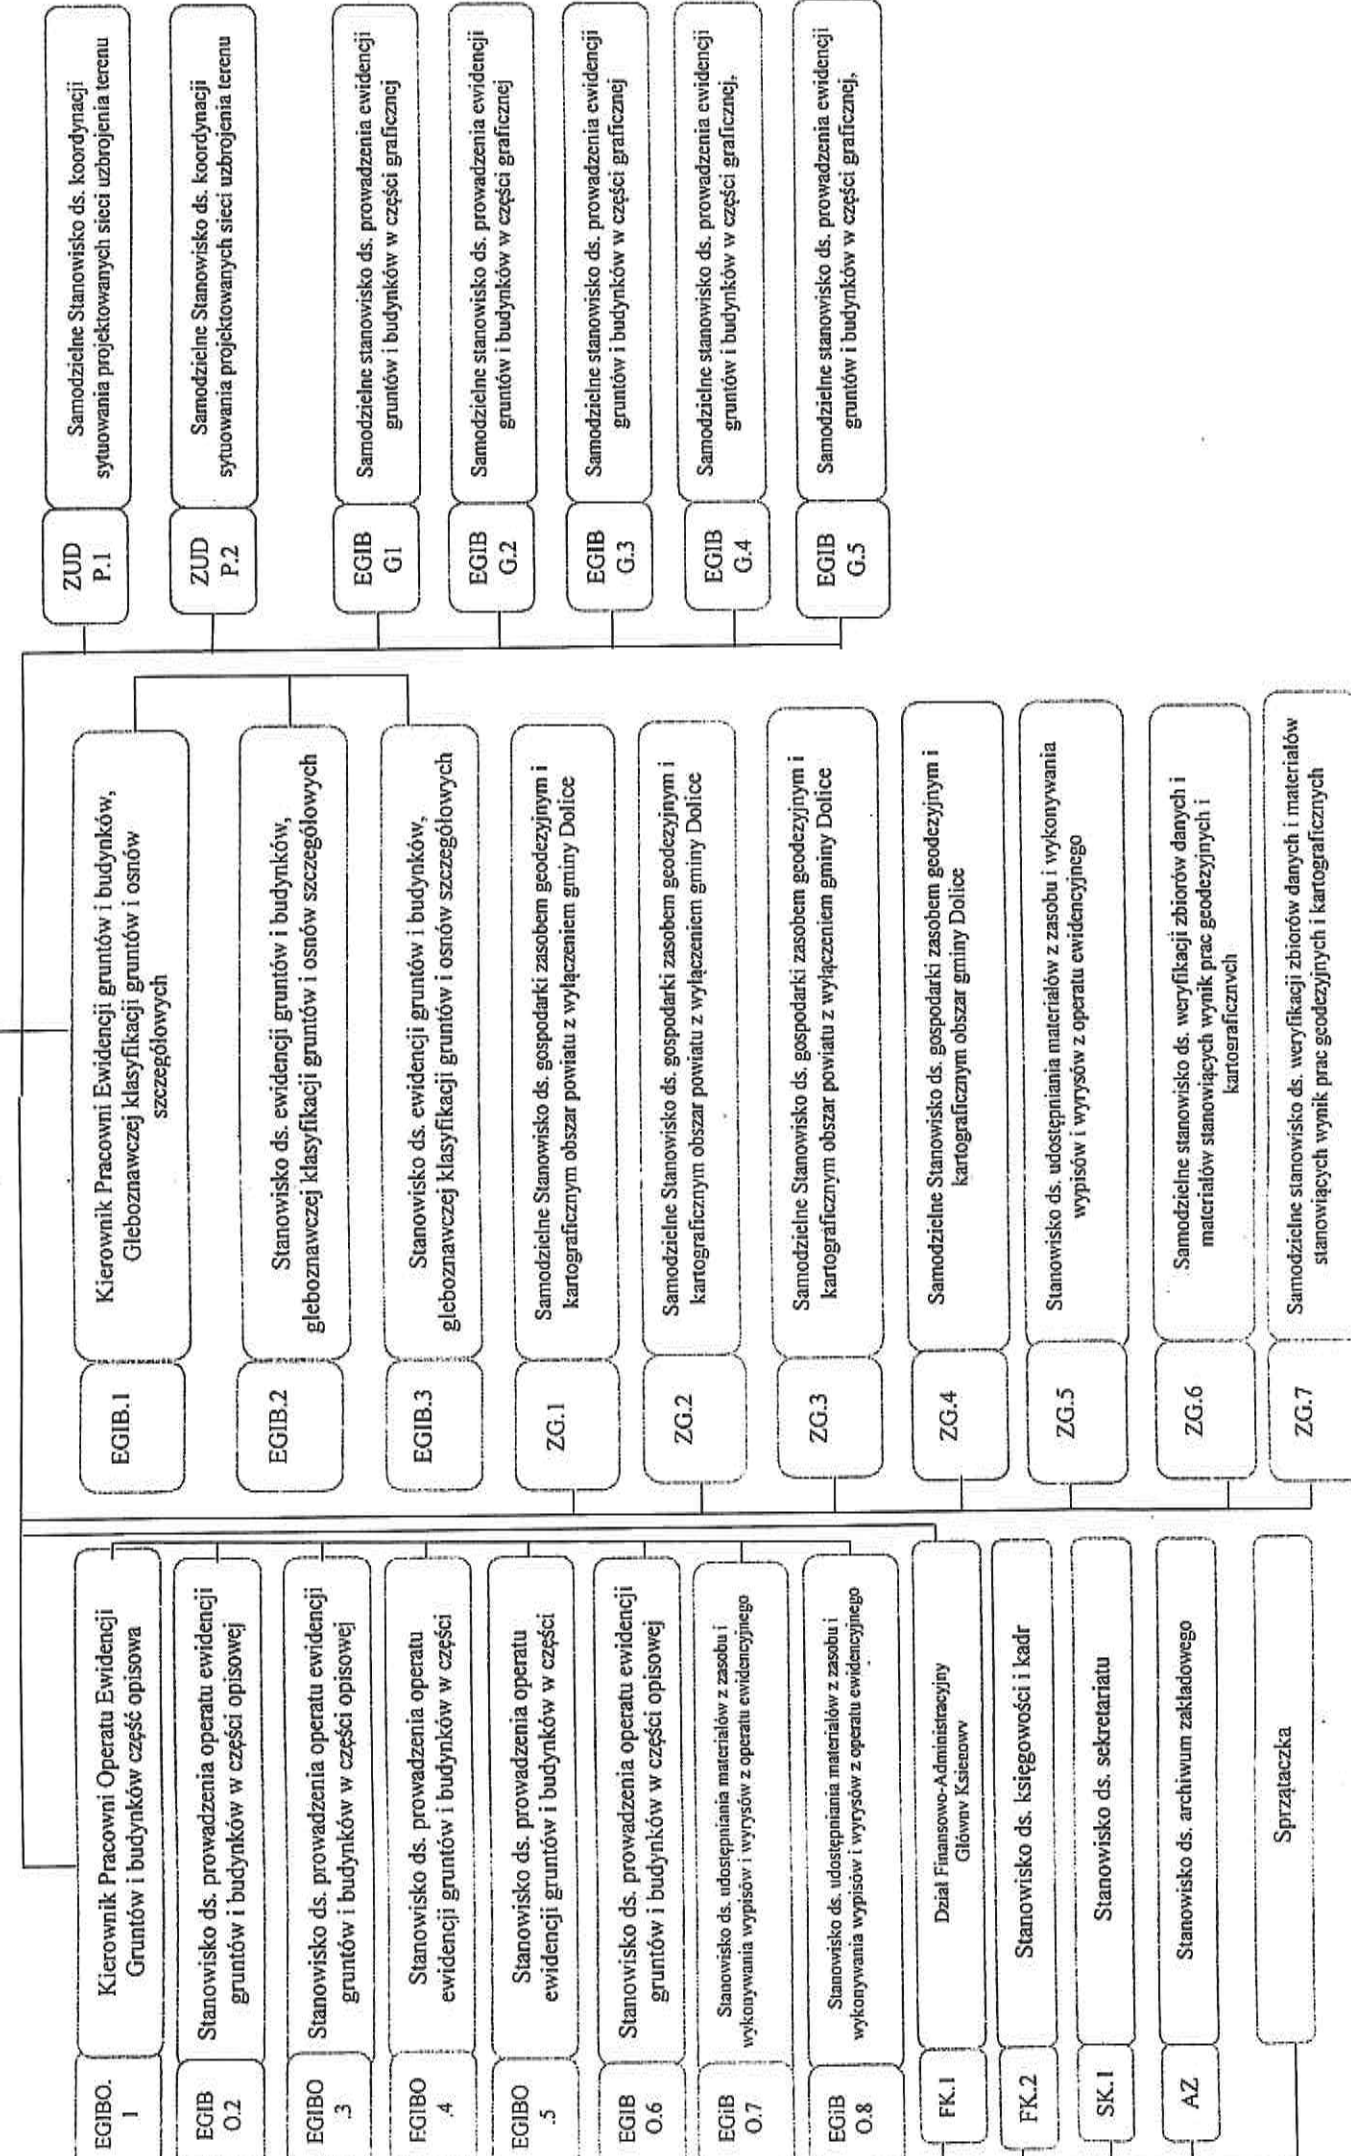 EGIBO.
1
Kierownik Pracowni Operatu Ewidencji
Gruntów i budynków część opisowa
EGIB
O.2
Stanowisko ds. prowadzenia operatu ewidencji
gruntów i budynków w części opisowej
EGIBO
.3
Stanowisko ds. prowadzenia operatu ewidencji
gruntów i budynków w części opisowej
EGIBO
.4
Stanowisko ds. prowadzenia operatu
ewidencji gruntów i budynków w części
EGIBO
.5
Stanowisko ds. prowadzenia operatu
ewidencji gruntów i budynków w części
EGIB
O.6
Stanowisko ds. prowadzenia operatu ewidencji
gruntów i budynków w części opisowej
EGiB
O.7
Stanowisko ds. udostępniania materiałów z zasobu i
wykonywania wypisów i wyrysów z operatu ewidencyjnego
EGiB
O.8
Stanowisko ds. udostępniania materiałów z zasobu i
wykonywania wypisów i wyrysów z operatu ewidencyjnego
FK.1
Dział Finansowo-Administracyjny
Główny Księgowy
FK.2
Stanowisko ds. księgowości i kadr
SK.1
Stanowisko ds. sekretariatu
AZ
Stanowisko ds. archiwum zakładowego
Sprzątaczka
EGIB.1
Kierownik Pracowni Ewidencji gruntów i budynków,
Gleboznawczej klasyfikacji gruntów i osnów
szczegółowych
EGIB.2
Stanowisko ds. ewidencji gruntów i budynków,
gleboznawczej klasyfikacji gruntów i osnów szczegółowych
EGIB.3
Stanowisko ds. ewidencji gruntów i budynków,
gleboznawczej klasyfikacji gruntów i osnów szczegółowych
ZG.1
Samodzielne Stanowisko ds. gospodarki zasobem geodezyjnym i
kartograficznym obszar powiatu z wyłączeniem gminy Dolice
ZG.2
Samodzielne Stanowisko ds. gospodarki zasobem geodezyjnym i
kartograficznym obszar powiatu z wyłączeniem gminy Dolice
ZG.3
Samodzielne Stanowisko ds. gospodarki zasobem geodezyjnym i
kartograficznym obszar powiatu z wyłączeniem gminy Dolice
ZG.4
Samodzielne Stanowisko ds. gospodarki zasobem geodezyjnym i
kartograficznym obszar gminy Dolice
ZG.5
Stanowisko ds. udostępniania materiałów z zasobu i wykonywania
wypisów i wyrysów z operatu ewidencyjnego
ZG.6
Samodzielne stanowisko ds. weryfikacji zbiorów danych i
materiałów stanowiących wynik prac geodezyjnych i
kartograficznych
ZG.7
Samodzielne stanowisko ds. weryfikacji zbiorów danych i materiałów
stanowiących wynik prac geodezyjnych i kartograficznych
ZUD
P.1
Samodzielne Stanowisko ds. koordynacji
sytuowania projektowanych sieci uzbrojenia terenu
ZUD
P.2
Samodzielne Stanowisko ds. koordynacji
sytuowania projektowanych sieci uzbrojenia terenu
EGIB
G1
Samodzielne stanowisko ds. prowadzenia ewidencji
gruntów i budynków w części graficznej
EGIB
G.2
Samodzielne stanowisko ds. prowadzenia ewidencji
gruntów i budynków w części graficznej
EGIB
G.3
Samodzielne stanowisko ds. prowadzenia ewidencji
gruntów i budynków w części graficznej
EGIB
G.4
Samodzielne stanowisko ds. prowadzenia ewidencji
gruntów i budynków w części graficznej,
EGIB
G.5
Samodzielne stanowisko ds. prowadzenia ewidencji
gruntów i budynków w części graficznej,